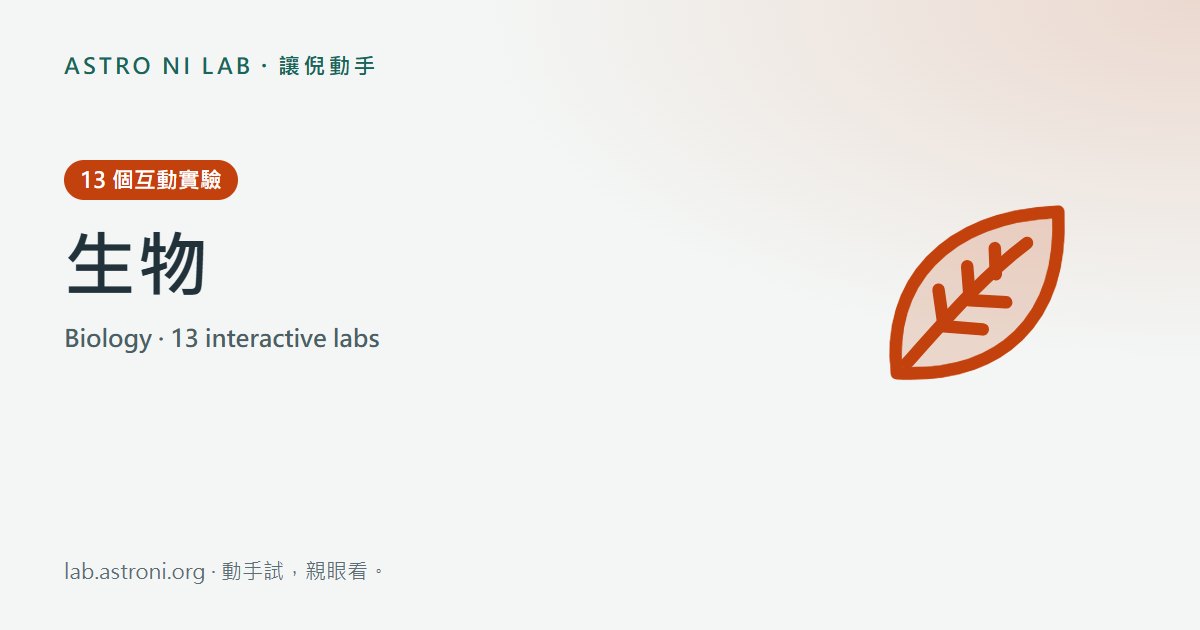 ASTRO NI LAB · 讓倪動手
13 個互動實驗
生物
Biology · 13 interactive labs
lab.astroni.org · 動手試，親眼看。